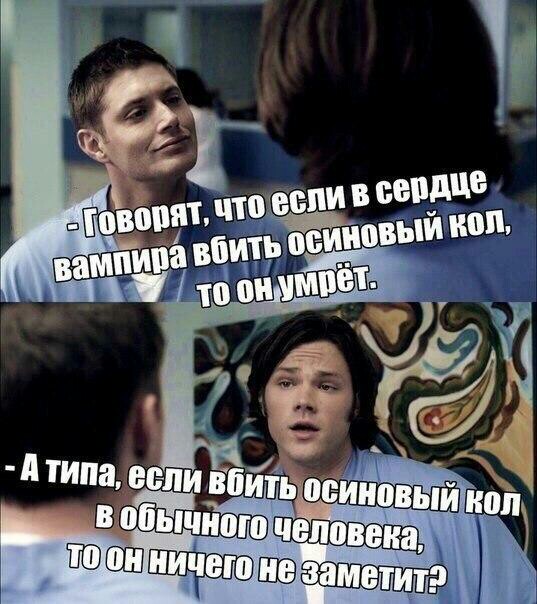 - Говорят, что если в сердце
вампира вбить осиновый кол,
то он умрёт.
- А типа, если вбить осиновый кол
в обычного человека,
то он ничего не заметит?